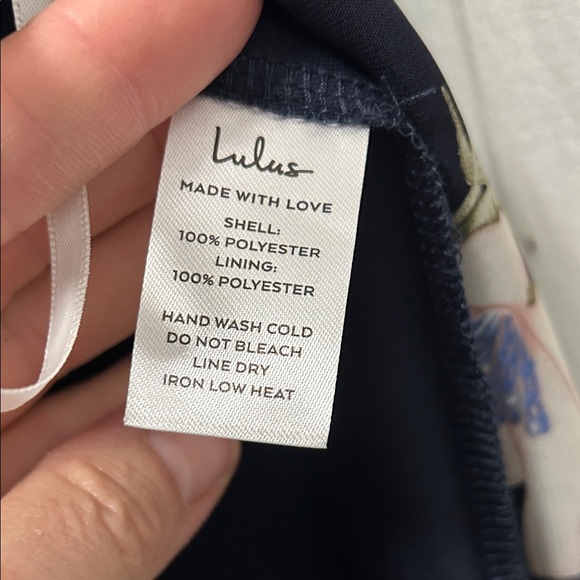 Lulus
MADE WITH LOVE
SHELL:
100% POLYESTER
LINING:
100% POLYESTER
HAND WASH COLD
DO NOT BLEACH
LINE DRY
IRON LOW HEAT